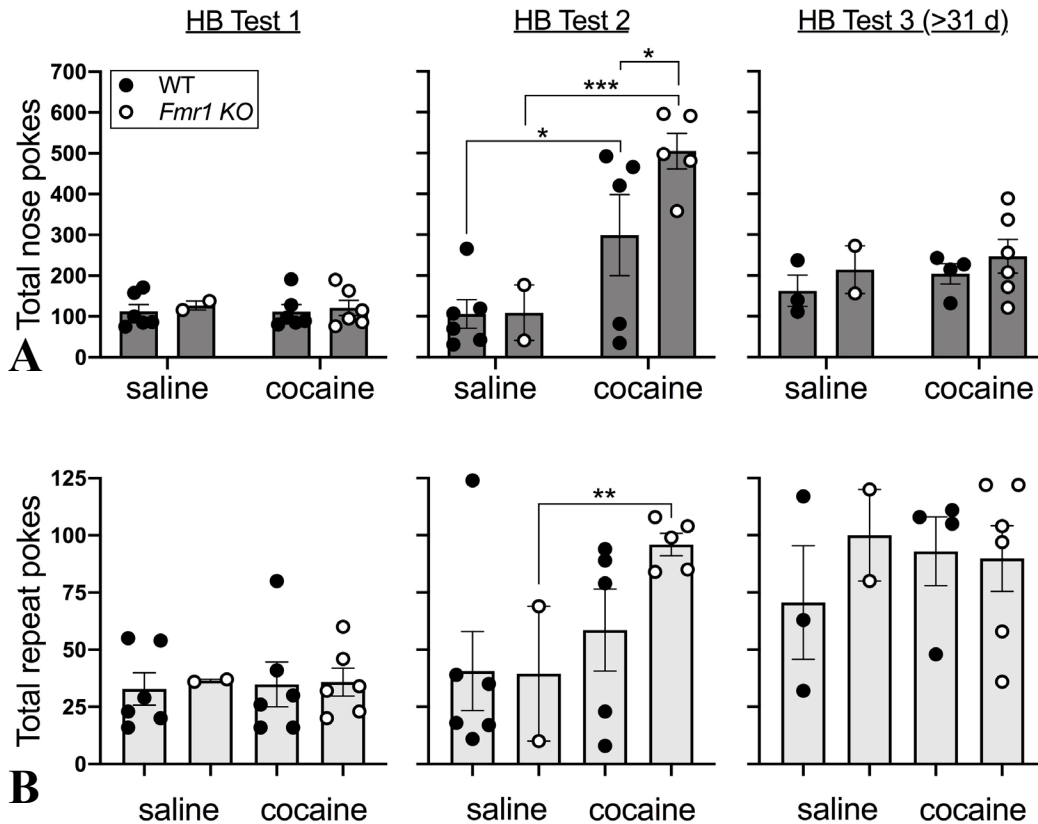 HB Test 1
HB Test 2
HB Test 3 (>31 d)
Total nose pokes
700
600
500
400
300
200
100
0
WT
Fmr1 KO
*
***
*
A
saline
cocaine
saline
cocaine
saline
cocaine
Total repeat pokes
125
100
75
50
25
0
**
B
saline
cocaine
saline
cocaine
saline
cocaine